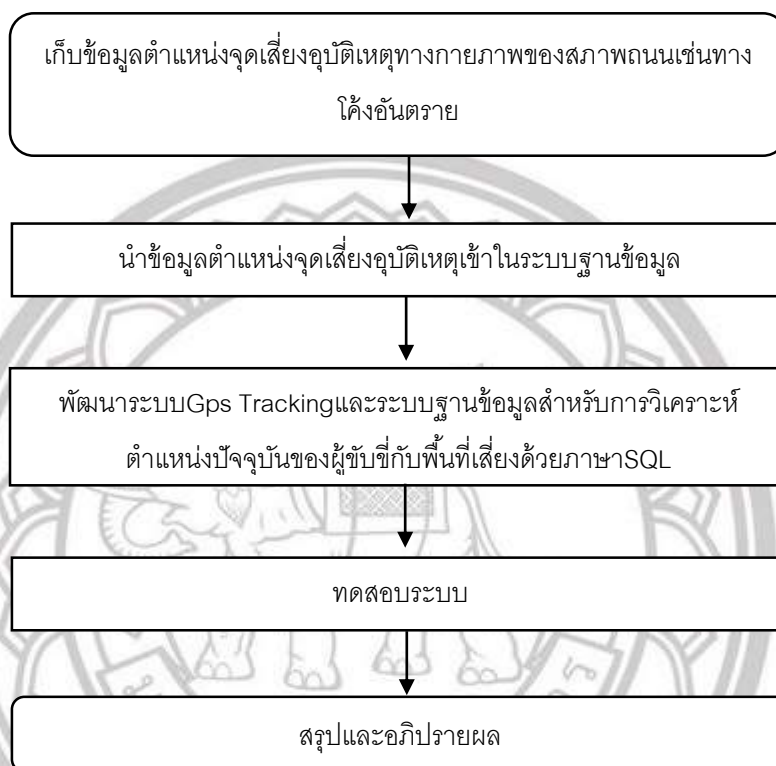 เก็บข้อมูลตำแหน่งจุดเสี่ยงอุบัติเหตุทางกายภาพของสภาพถนนเช่นทาง
โค้งอันตราย
นำข้อมูลตำแหน่งจุดเสี่ยงอุบัติเหตุเข้าในระบบฐานข้อมูล
พัฒนาระบบGps Trackingและระบบฐานข้อมูลสำหรับการวิเคราะห์
ตำแหน่งปัจจุบันของผู้ขับขี่กับพื้นที่เสี่ยงด้วยภาษาSQL
ทดสอบระบบ
สรุปและอภิปรายผล